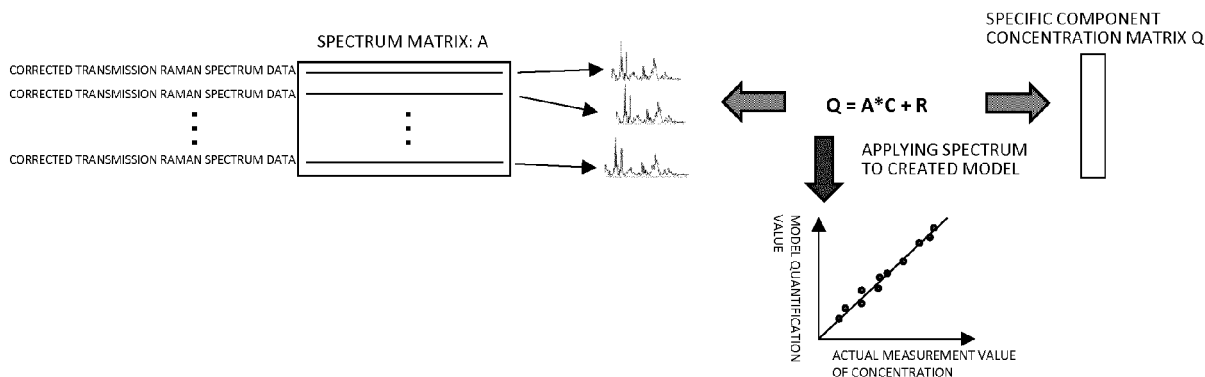 SPECTRUM MATRIX: A
CORRECTED TRANSMISSION RAMAN SPECTRUM DATA
CORRECTED TRANSMISSION RAMAN SPECTRUM DATA
CORRECTED TRANSMISSION RAMAN SPECTRUM DATA
Q = A*C + R
SPECIFIC COMPONENT
CONCENTRATION MATRIX Q
APPLYING SPECTRUM
TO CREATED MODEL
MODEL QUANTIFICATION
VALUE
ACTUAL MEASUREMENT VALUE
OF CONCENTRATION